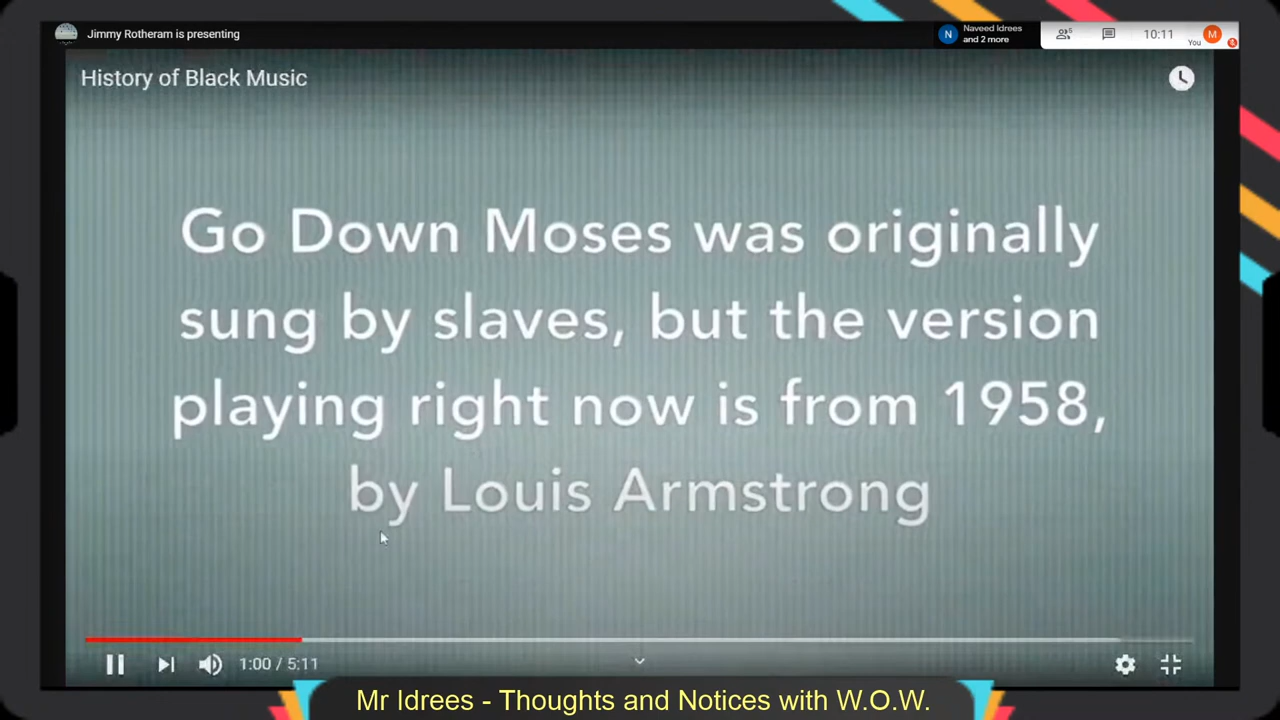 Jimmy Rotheram is presenting
N
Naveed Idrees
and 2 more
5
10:11
You
M
History of Black Music
Go Down Moses was originally
sung by slaves, but the version
playing right now is from 1958,
by Louis Armstrong
1:00 / 5:11
Mr Idrees - Thoughts and Notices with W.O.W.